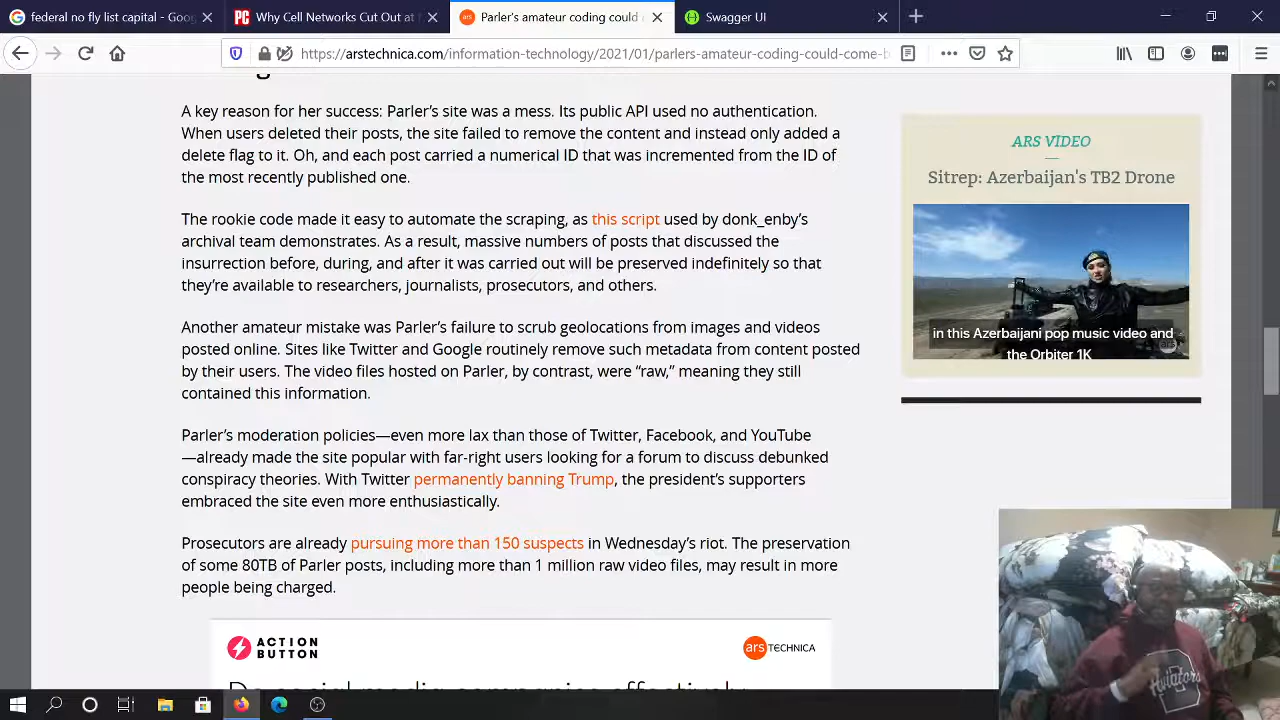 federal no fly list capital - Goog
Why Cell Networks Cut Out at
Parler's amateur coding could
Swagger UI
https://arstechnica.com/information-technology/2021/01/parlers-amateur-coding-could-come-b
A key reason for her success: Parler's site was a mess. Its public API used no authentication.
When users deleted their posts, the site failed to remove the content and instead only added a
delete flag to it. Oh, and each post carried a numerical ID that was incremented from the ID of
the most recently published one.
The rookie code made it easy to automate the scraping, as this script used by donk_enby's
archival team demonstrates. As a result, massive numbers of posts that discussed the
insurrection before, during, and after it was carried out will be preserved indefinitely so that
they're available to researchers, journalists, prosecutors, and others.
Another amateur mistake was Parler's failure to scrub geolocations from images and videos
posted online. Sites like Twitter and Google routinely remove such metadata from content posted
by their users. The video files hosted on Parler, by contrast, were “raw,” meaning they still
contained this information.
Parler's moderation policies—even more lax than those of Twitter, Facebook, and YouTube
—already made the site popular with far-right users looking for a forum to discuss debunked
conspiracy theories. With Twitter permanently banning Trump, the president's supporters
embraced the site even more enthusiastically.
Prosecutors are already pursuing more than 150 suspects in Wednesday's riot. The preservation
of some 80TB of Parler posts, including more than 1 million raw video files, may result in more
people being charged.
ACTION
BUTTON
ars TECHNICA
ARS VIDEO
Sitrep: Azerbaijan's TB2 Drone
in this Azerbaijani pop music video and
the Orbiter 1K
ars
Aviators